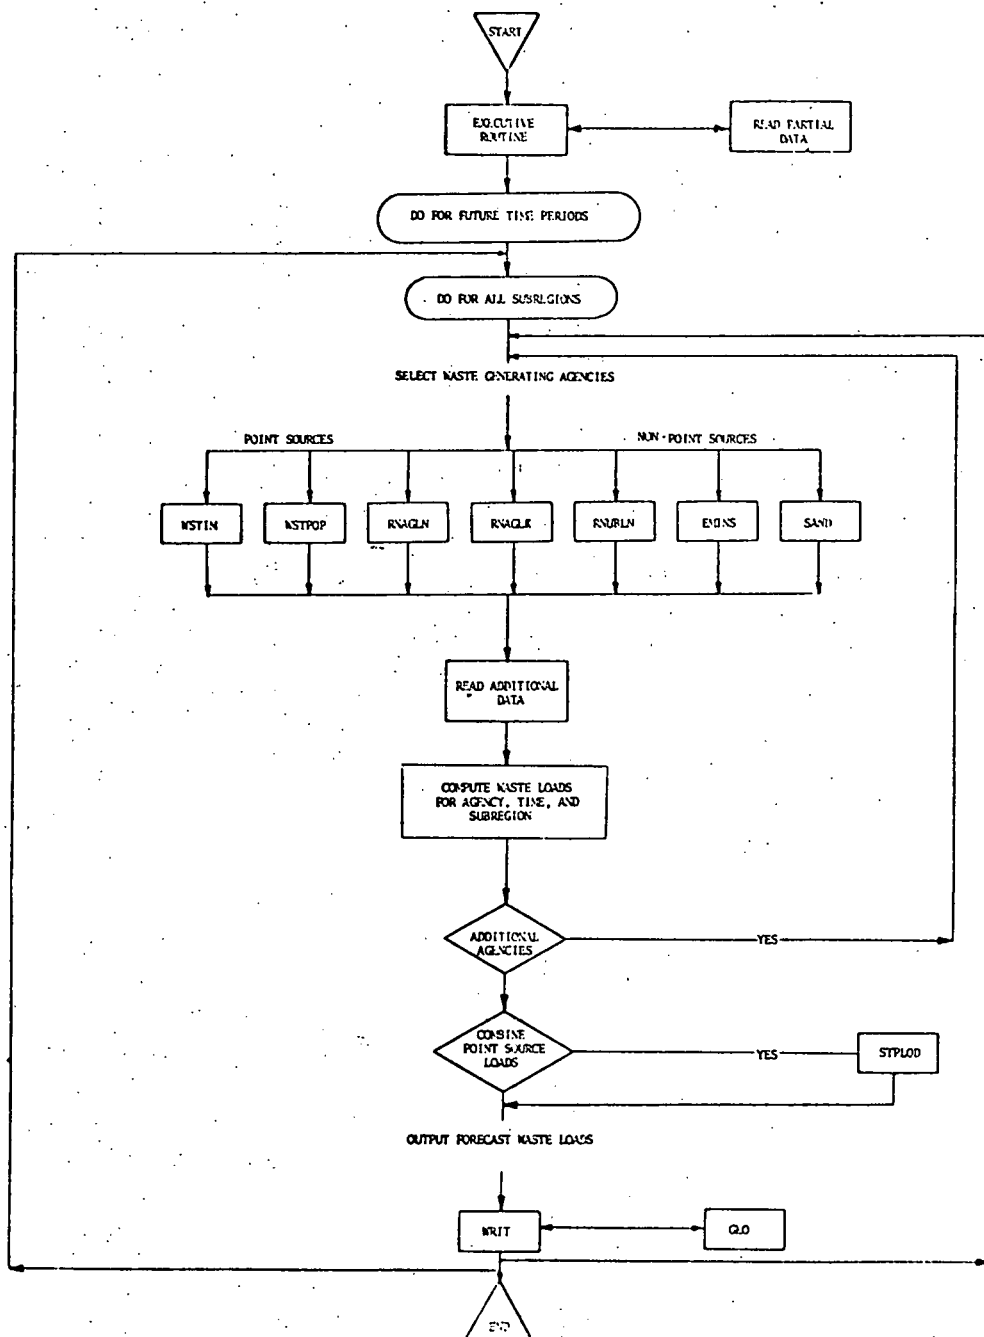 START
EXECUTIVE
ROUTINE
READ PARTIAL
DATA
DO FOR FUTURE TIME PERIODS
DO FOR ALL SUBREGIONS
SELECT WASTE GENERATING AGENCIES
POINT SOURCES
NON-POINT SOURCES
WSTIM
WSTPOP
RNAGLN
RNAGLK
RNURLN
EMINS
SAND
READ ADDITIONAL
DATA
COMPUTE WASTE LOADS
FOR AGENCY, TIME, AND
SUBREGION
ADDITIONAL
AGENCIES
YES
COMBINE
POINT SOURCE
LOADS
YES
STPLOD
OUTPUT FORECAST WASTE LOADS
WRIT
QLO
END